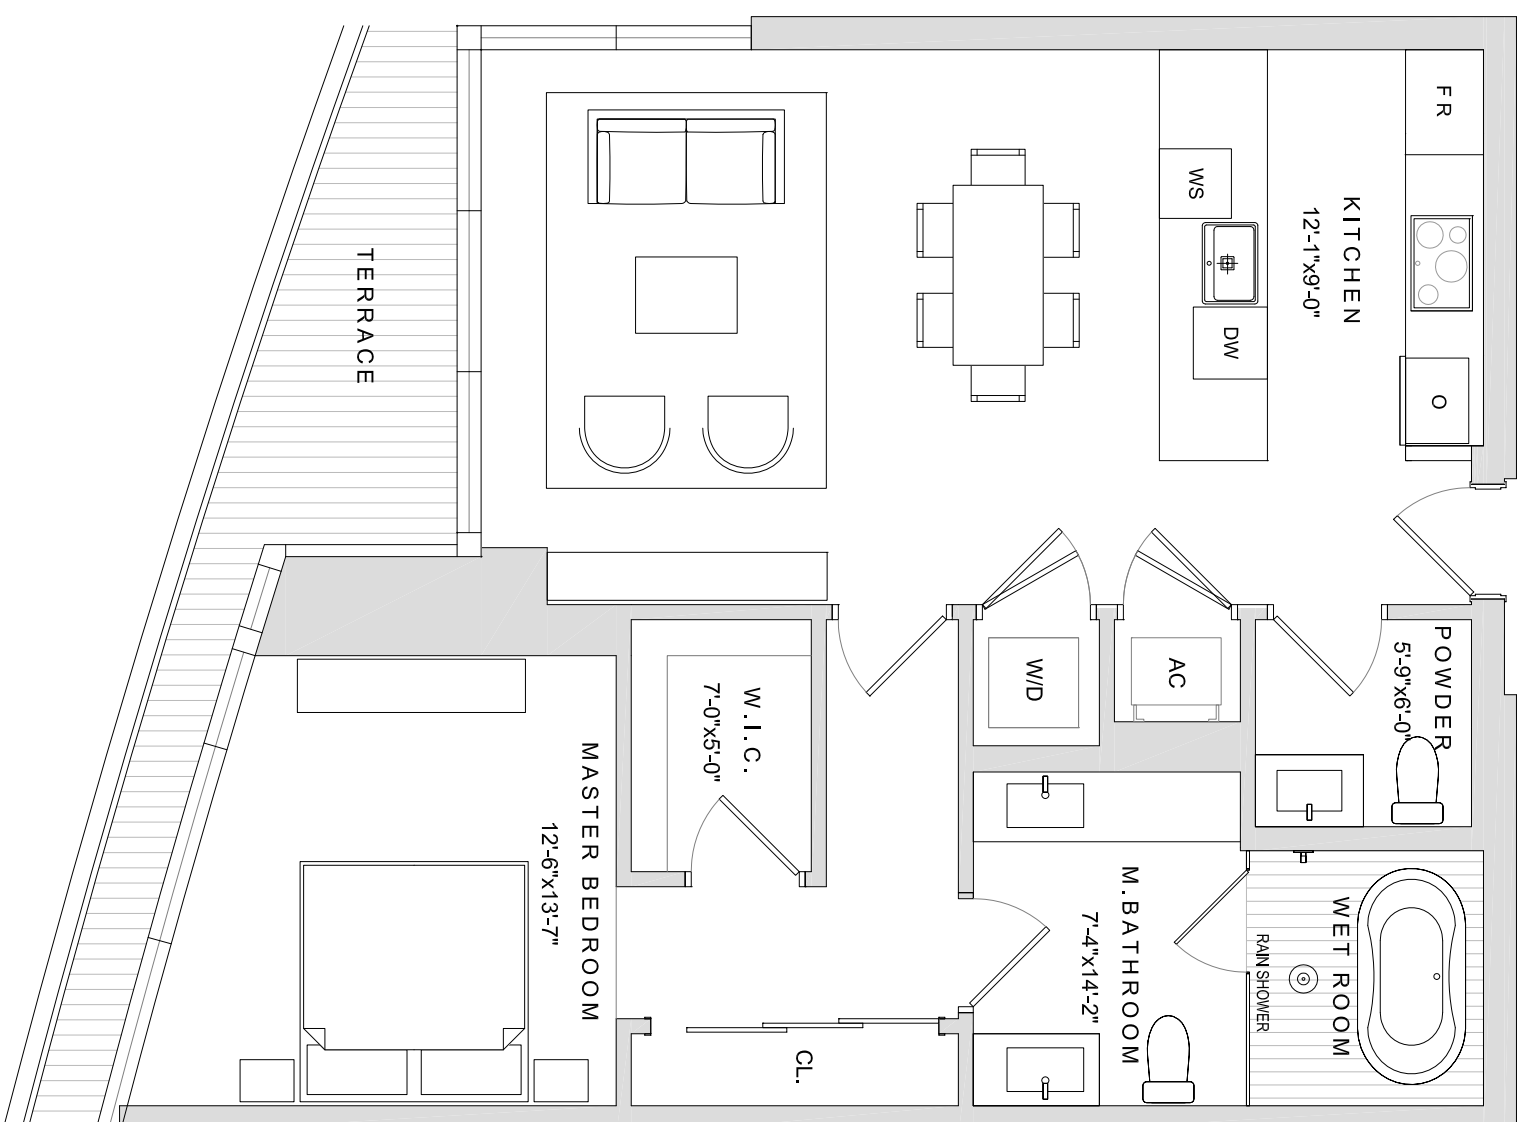 FR
WS
KITCHEN
12'-1"x9'-0"
TERRACE
DW
O
POWDER
5'-9"x6'-0"
W/D
AC
W.I.C.
7'-0"x5'-0"
MASTER BEDROOM
12'-6"x13'-7"
M.BATHROOM
7'-4"x14'-2"
WET ROOM
RAIN SHOWER
CL.